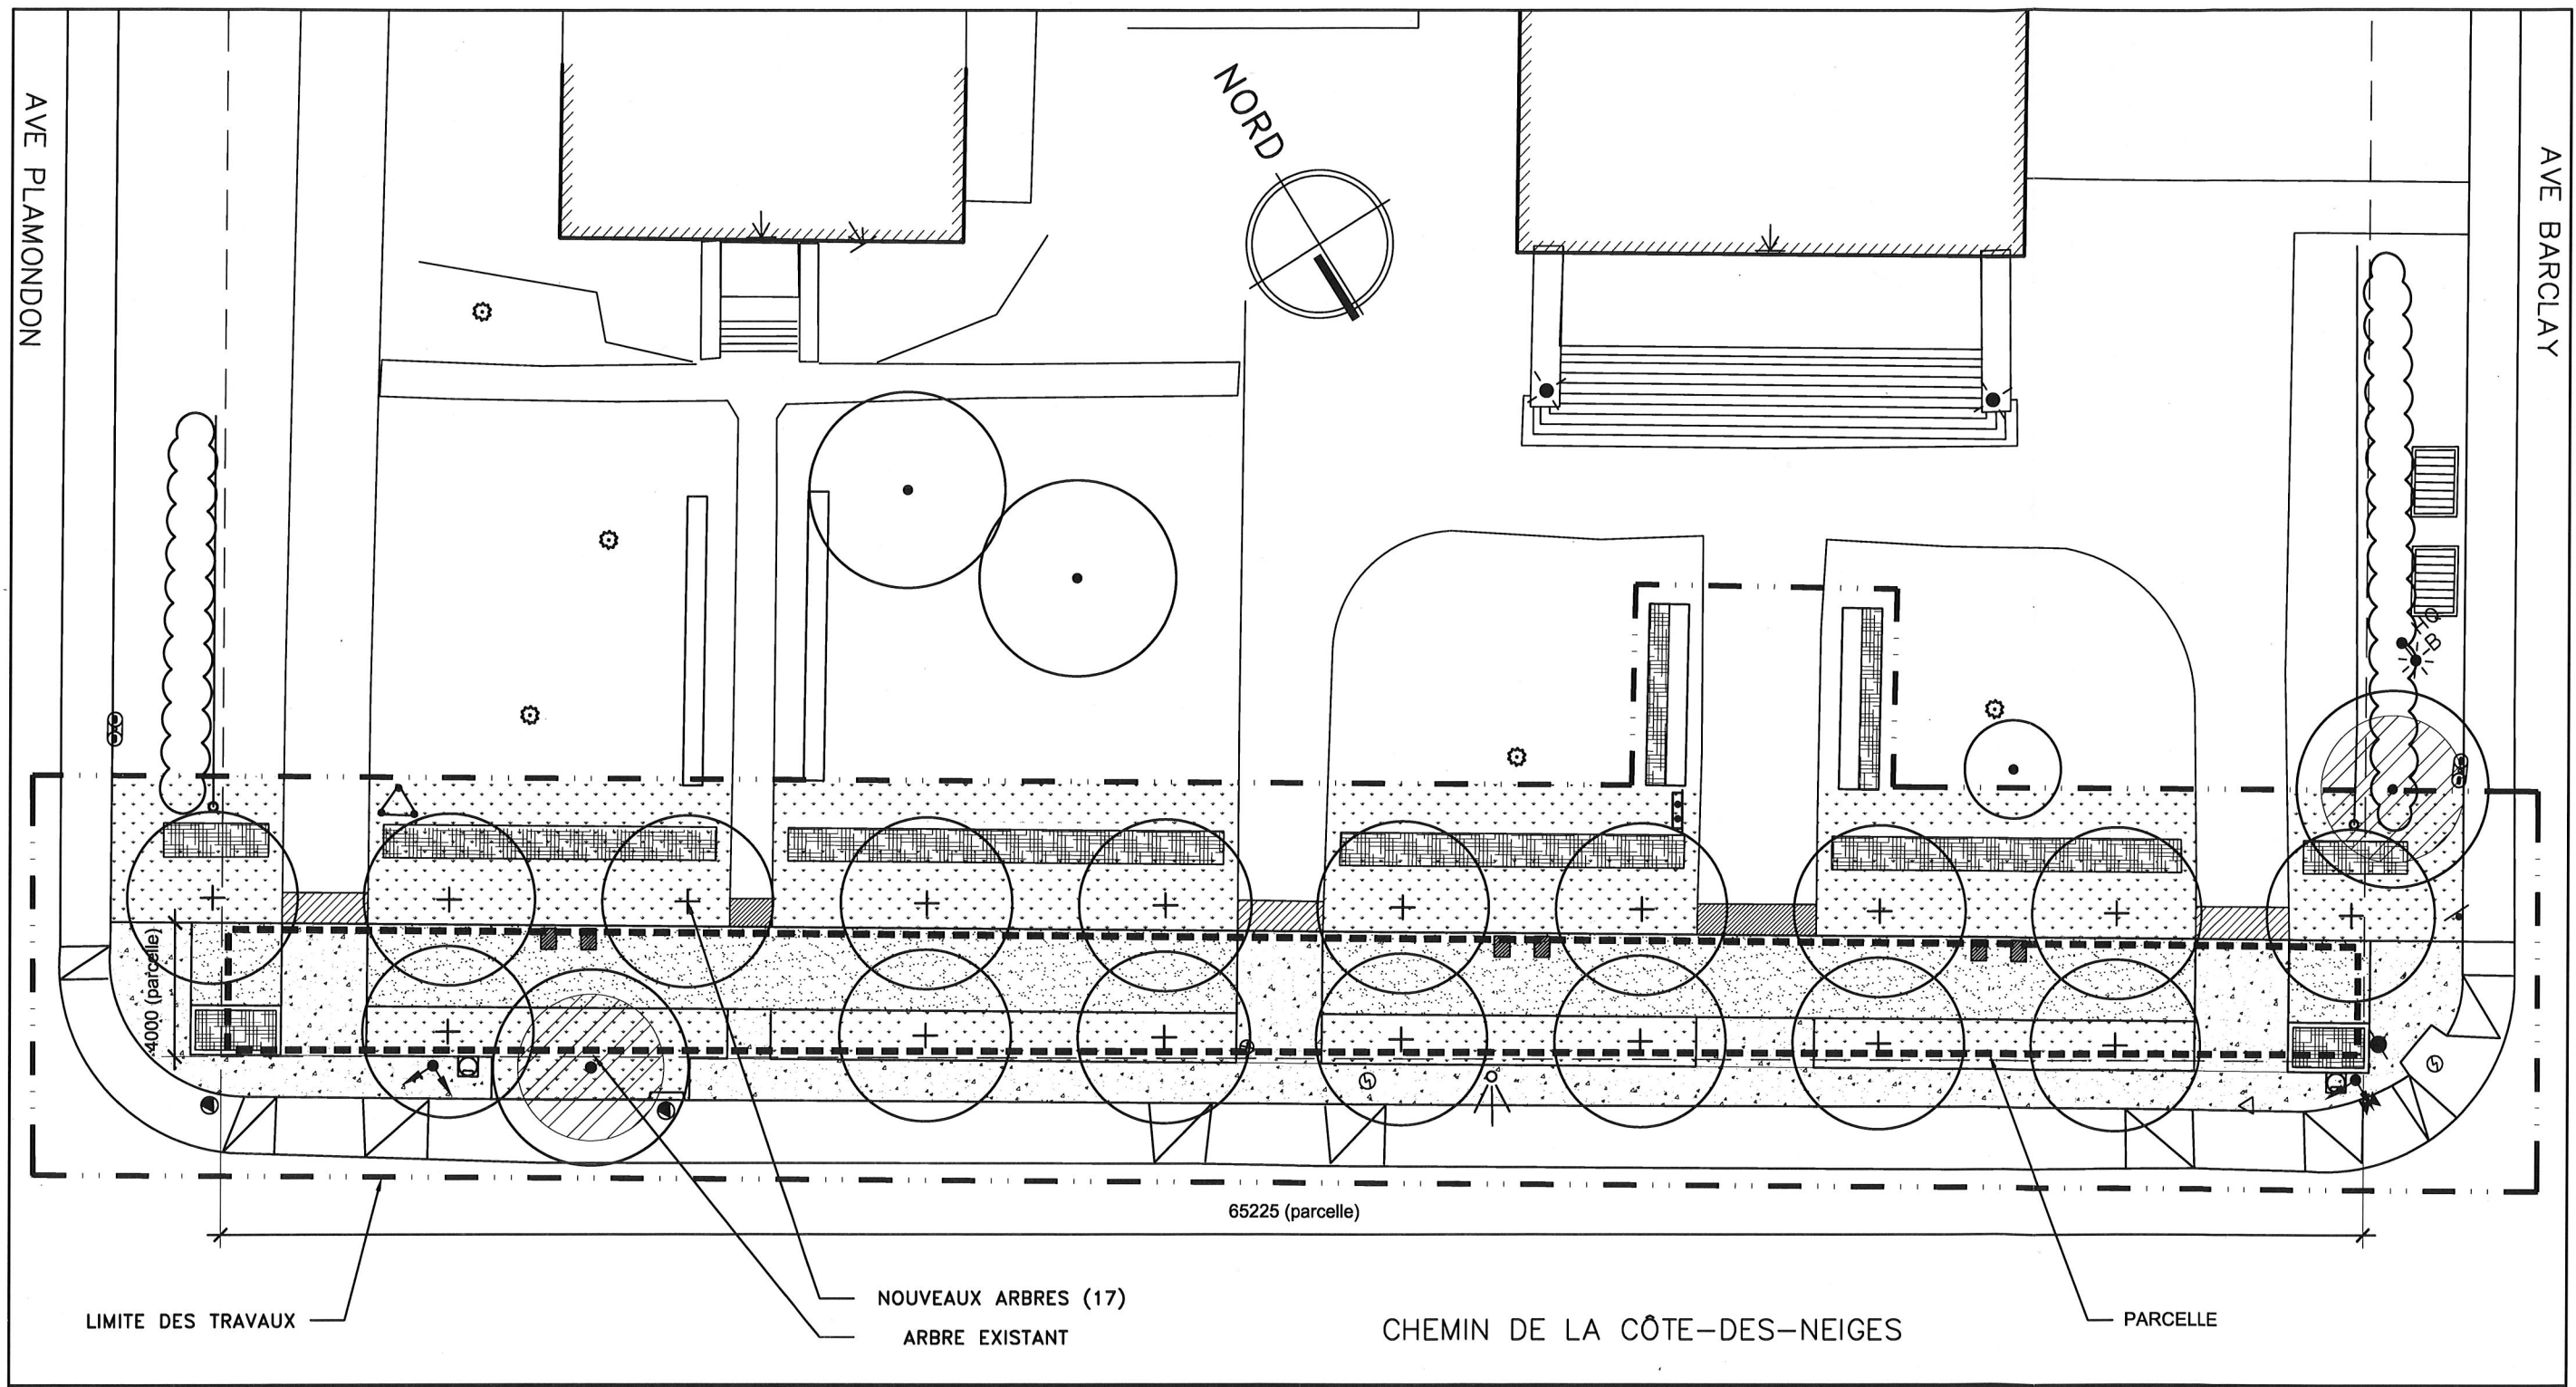 AVE PLAMONDON
NORD
AVE BARCLAY
HQ
B
4000 (parcelle)
65225 (parcelle)
LIMITE DES TRAVAUX
NOUVEAUX ARBRES (17)
ARBRE EXISTANT
CHEMIN DE LA CÔTE-DES-NEIGES
PARCELLE